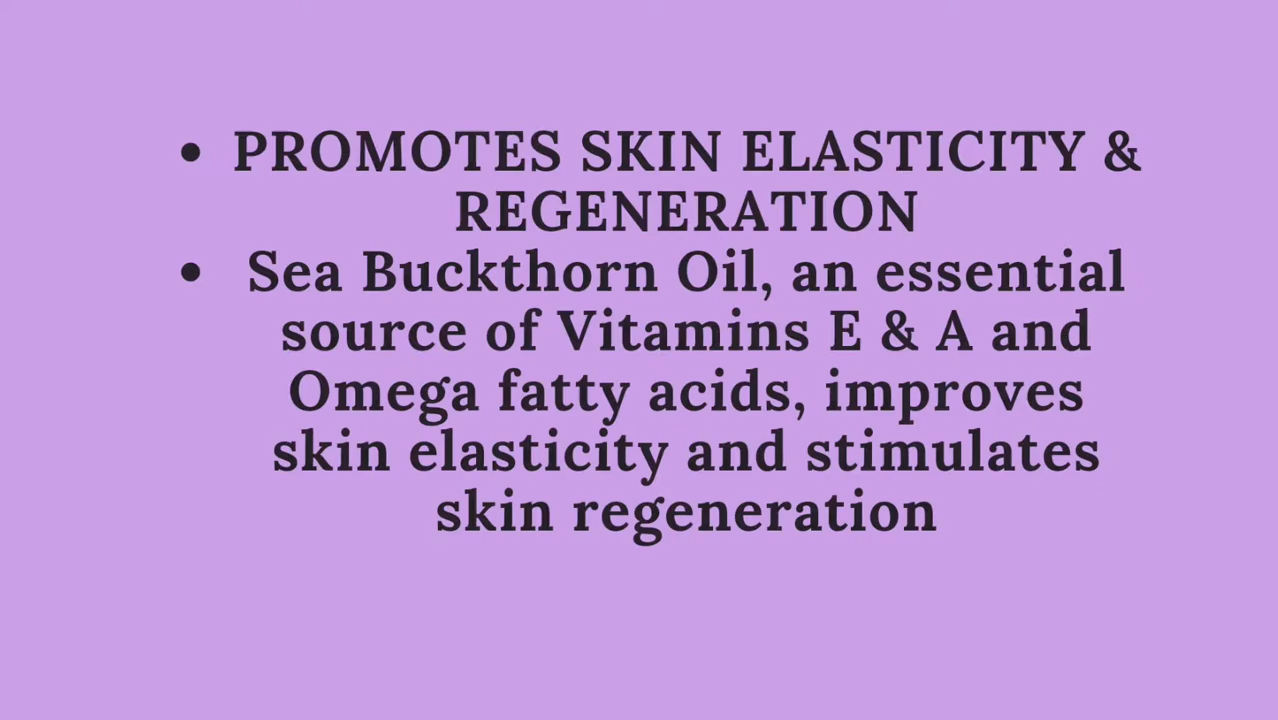 • PROMOTES SKIN ELASTICITY &
REGENERATION
• Sea Buckthorn Oil, an essential
source of Vitamins E & A and
Omega fatty acids, improves
skin elasticity and stimulates
skin regeneration